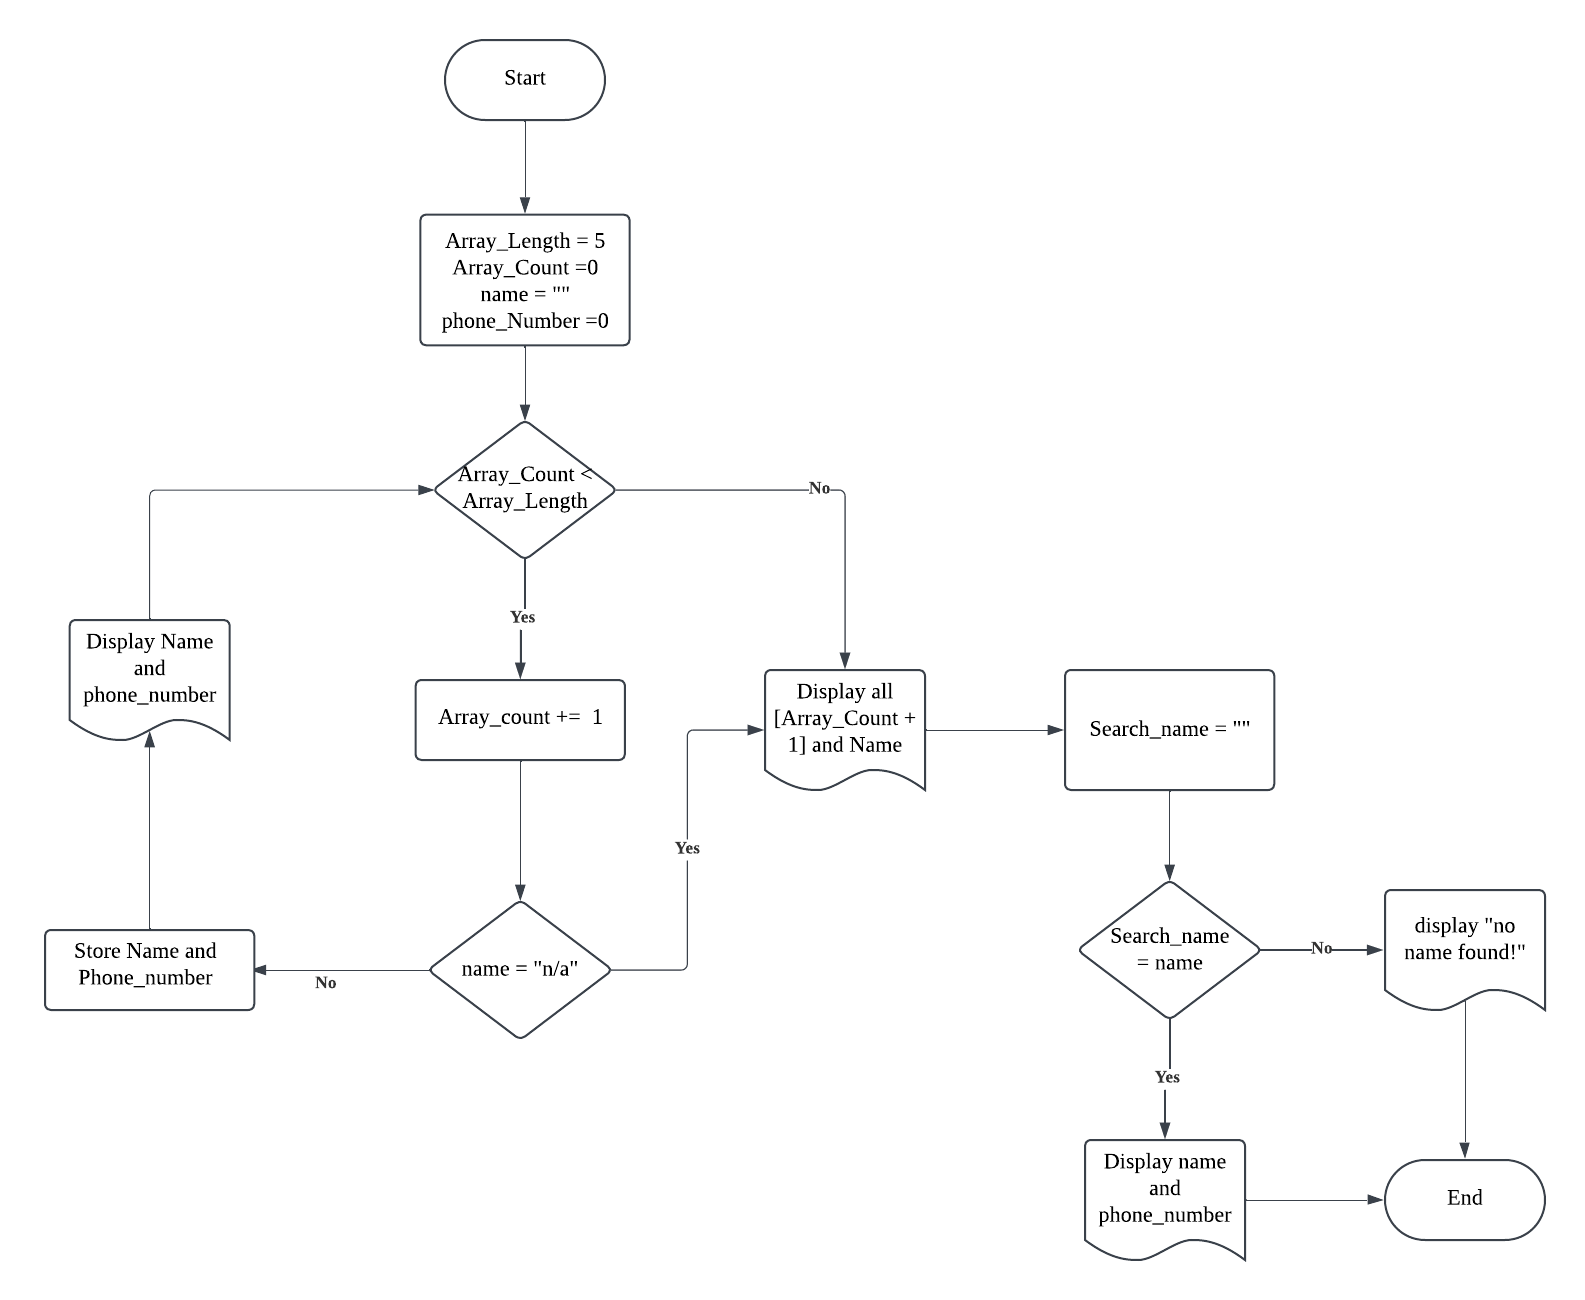 Start
Array_Length = 5
Array_Count =0
name = ""
phone_Number =0
Array_Count <
Array_Length
No
Yes
Display Name
and
phone_number
Array_count +=  1
Display all
[Array_Count +
1] and Name
Search_name = ""
Yes
Store Name and
Phone_number
No
name = "n/a"
Search_name
= name
No
display "no
name found!"
Yes
Display name
and
phone_number
End